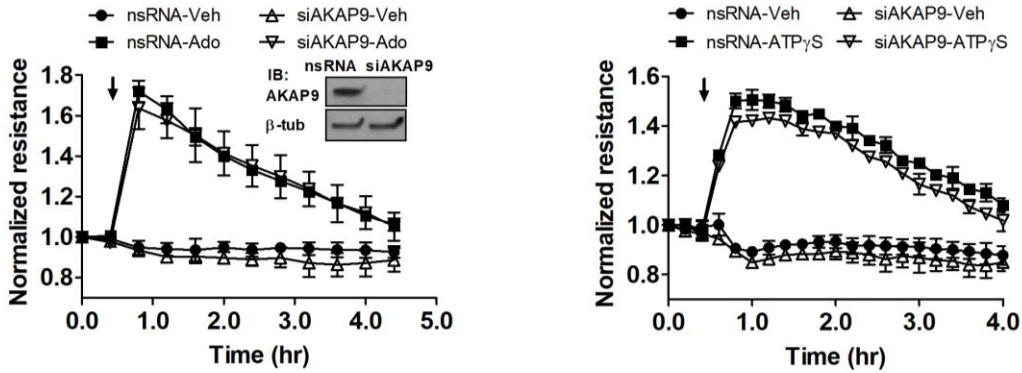 nsRNA-Veh siAKAP9-Veh
nsRNA-Ado siAKAP9-Ado
nsRNA siAKAP9
IB:
AKAP9
β-tub
Normalized resistance
1.8
1.6
1.4
1.2
1.0
0.8
0.0 1.0 2.0 3.0 4.0 5.0
Time (hr)
nsRNA-Veh siAKAP9-Veh
nsRNA-ATPγS siAKAP9-ATPγS
Normalized resistance
1.6
1.4
1.2
1.0
0.8
0.6
0.0 1.0 2.0 3.0 4.0
Time (hr)